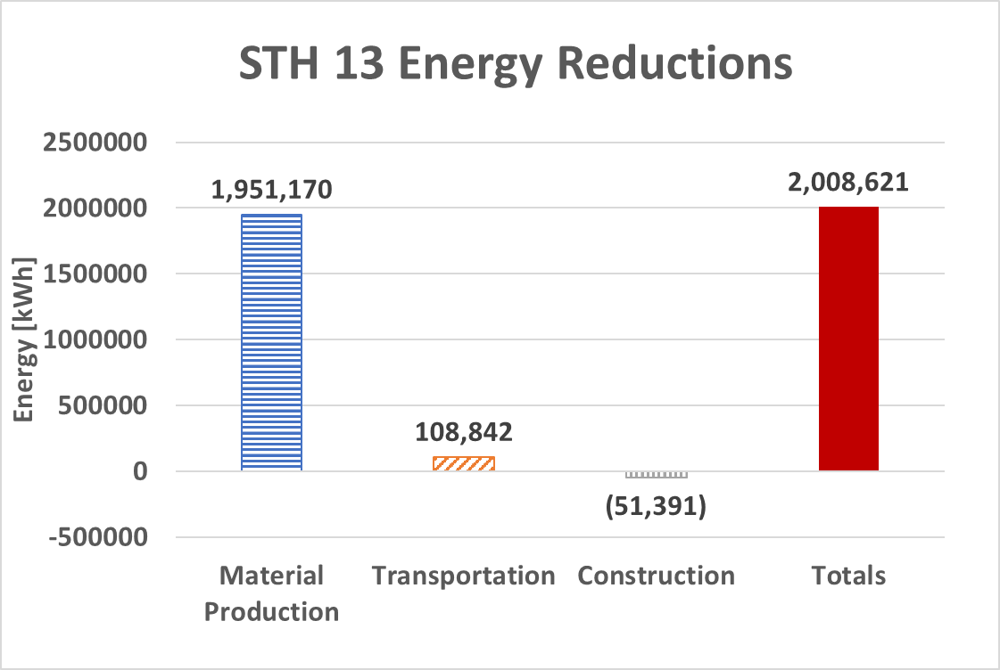 STH 13 Energy Reductions
2500000
2000000
1500000
1000000
500000
0
-500000
Energy [kWh]
1,951,170
108,842
(51,391)
2,008,621
Material
Production
Transportation
Construction
Totals